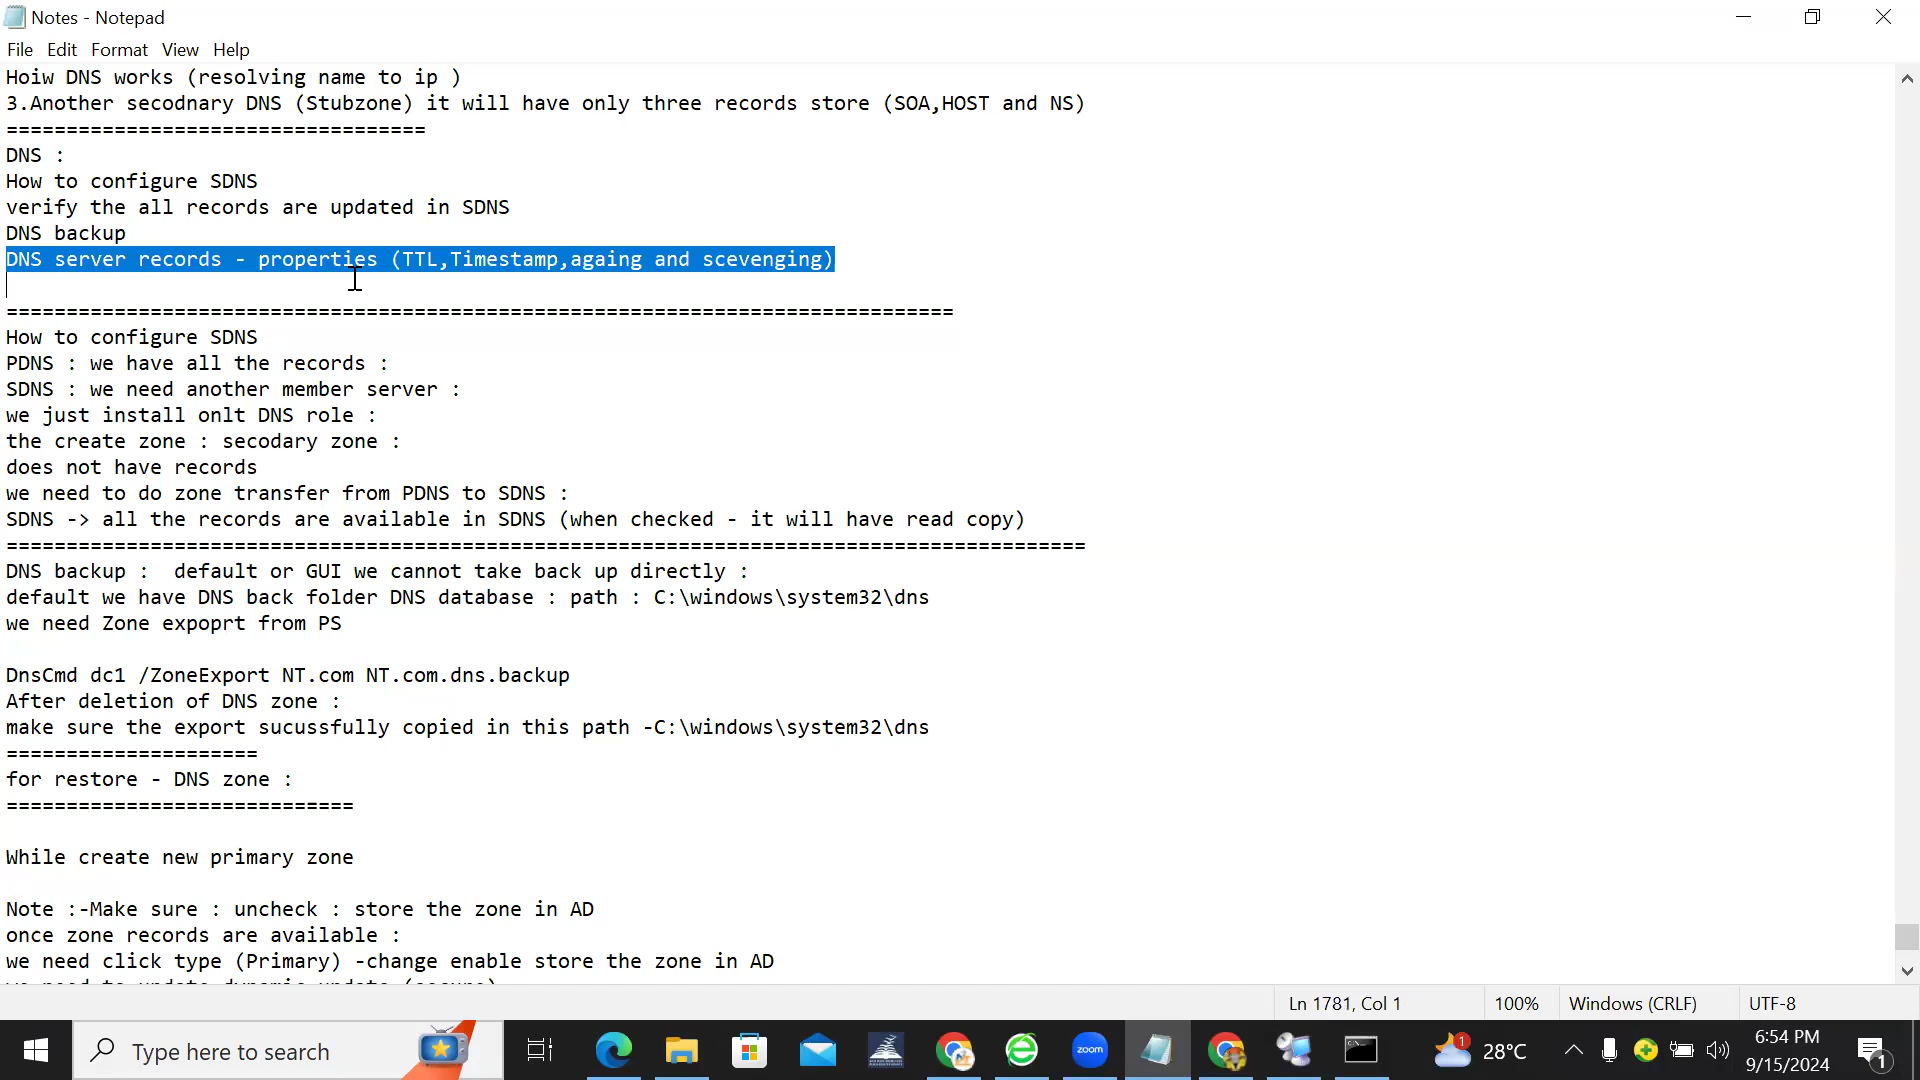 Notes - Notepad
File Edit Format View Help
Hoiw DNS works (resolving name to ip )
3.Another secodnary DNS (Stubzone) it will have only three records store (SOA,HOST and NS)
===================================
DNS :
How to configure SDNS
verify the all records are updated in SDNS
DNS backup
DNS server records - properties (TTL,Timestamp,againg and scevenging)
===============================================================================
How to configure SDNS
PDNS : we have all the records :
SDNS : we need another member server :
we just install onlt DNS role :
the create zone : secodary zone :
does not have records
we need to do zone transfer from PDNS to SDNS :
SDNS -> all the records are available in SDNS (when checked - it will have read copy)
==========================================================================================
DNS backup :  default or GUI we cannot take back up directly :
default we have DNS back folder DNS database : path : C:\windows\system32\dns
we need Zone expoprt from PS
DnsCmd dc1 /ZoneExport NT.com NT.com.dns.backup
After deletion of DNS zone :
make sure the export sucussfully copied in this path -C:\windows\system32\dns
=====================
for restore - DNS zone :
=============================
While create new primary zone
Note :-Make sure : uncheck : store the zone in AD
once zone records are available :
we need click type (Primary) -change enable store the zone in AD
Ln 1781, Col 1 100% Windows (CRLF) UTF-8
Type here to search zoom 1 28°C 6:54 PM
9/15/2024 1